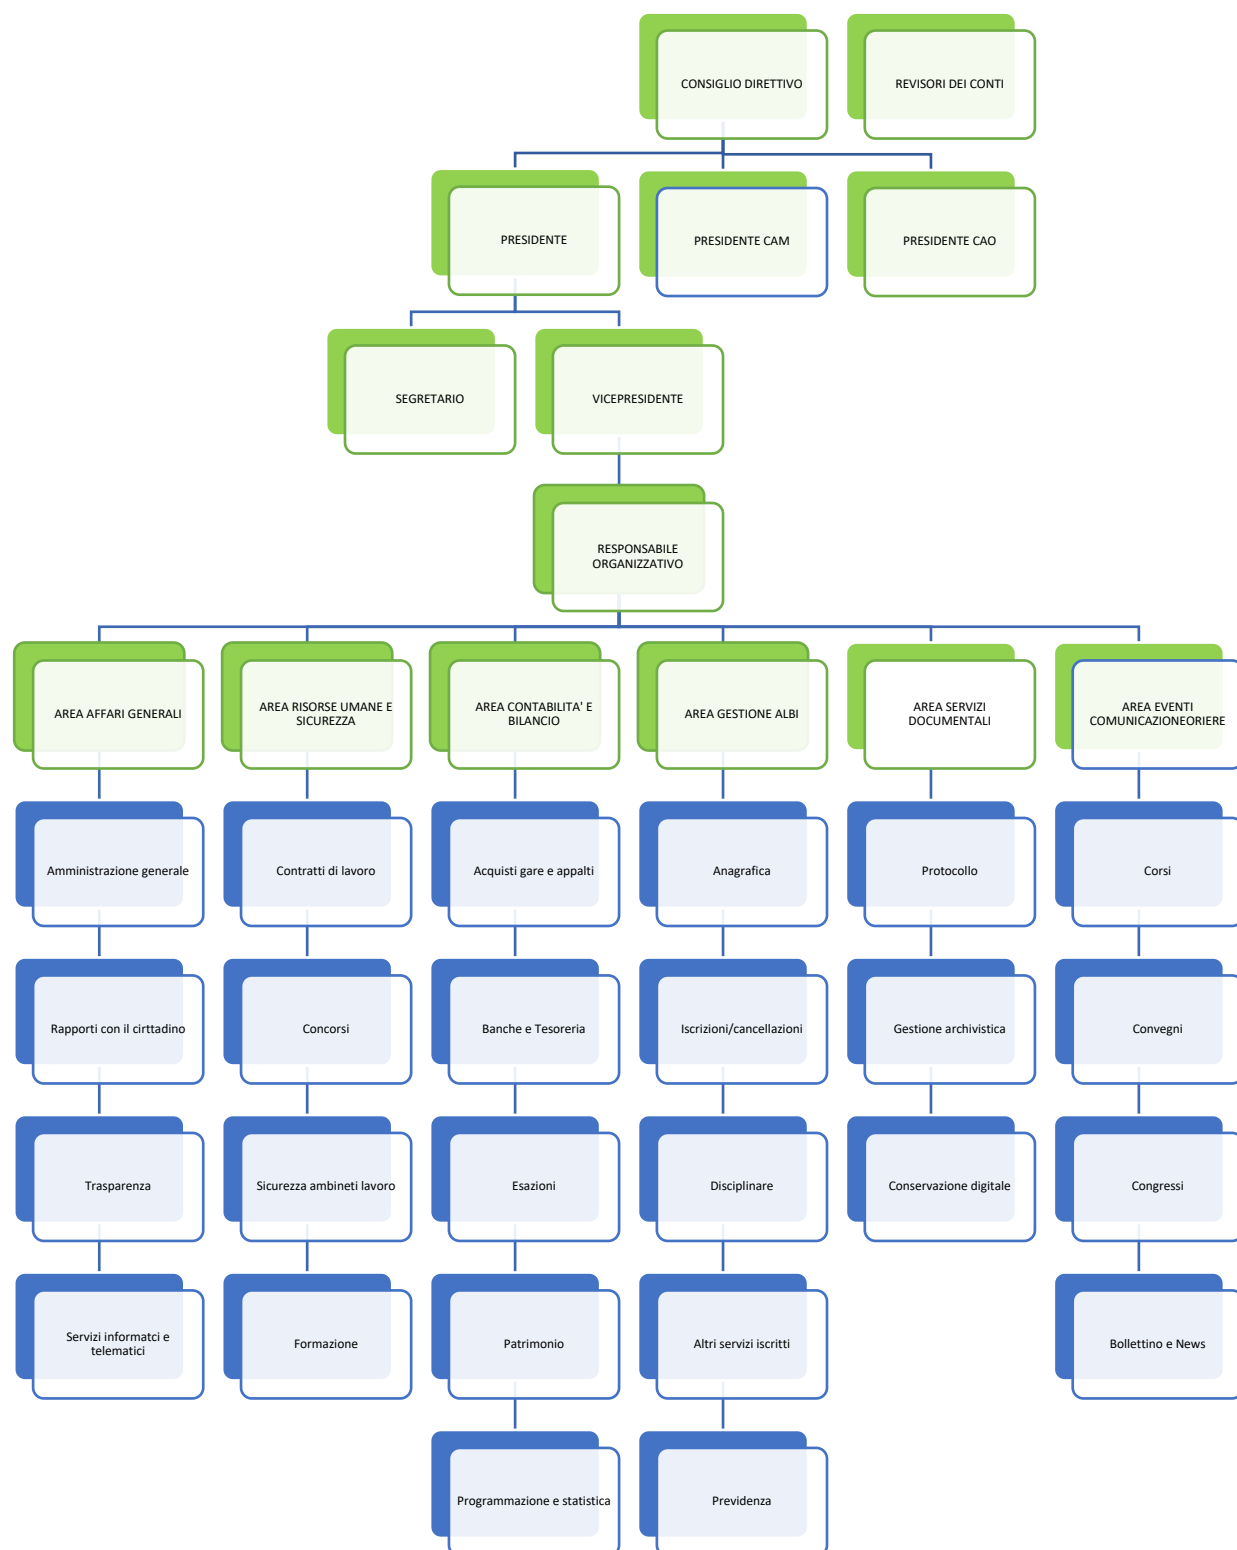 CONSIGLIO DIRETTIVO
REVISORI DEI CONTI
PRESIDENTE
PRESIDENTE CAM
PRESIDENTE CAO
SEGRETARIO
VICEPRESIDENTE
RESPONSABILE
ORGANIZZATIVO
AREA AFFARI GENERALI
AREA RISORSE UMANE E
SICUREZZA
AREA CONTABILITA' E
BILANCIO
AREA GESTIONE ALBI
AREA SERVIZI
DOCUMENTALI
AREA EVENTI
COMUNICAZIONEORIERE
Amministrazione generale
Contratti di lavoro
Acquisti gare e appalti
Anagrafica
Protocollo
Corsi
Rapporti con il cirttadino
Concorsi
Banche e Tesoreria
Iscrizioni/cancellazioni
Gestione archivistica
Convegni
Trasparenza
Sicurezza ambineti lavoro
Esazioni
Disciplinare
Conservazione digitale
Congressi
Servizi informatci e
telematici
Formazione
Patrimonio
Altri servizi iscritti
Bollettino e News
Programmazione e statistica
Previdenza